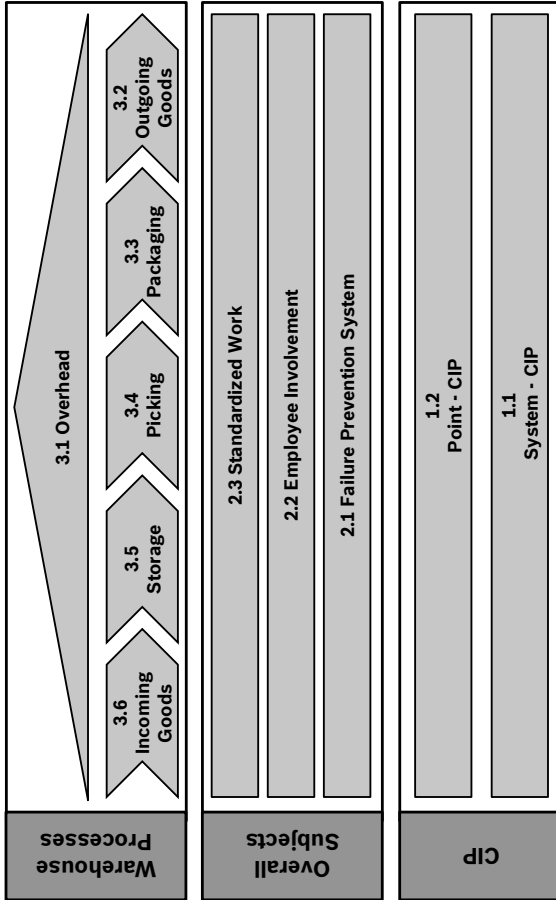 Warehouse
Processes
3.1 Overhead
3.6
Incoming
Goods
3.5
Storage
3.4
Picking
3.3
Packaging
3.2
Outgoing
Goods
Overall
Subjects
2.3 Standardized Work
2.2 Employee Involvement
2.1 Failure Prevention System
CIP
1.2
Point - CIP
1.1
System - CIP